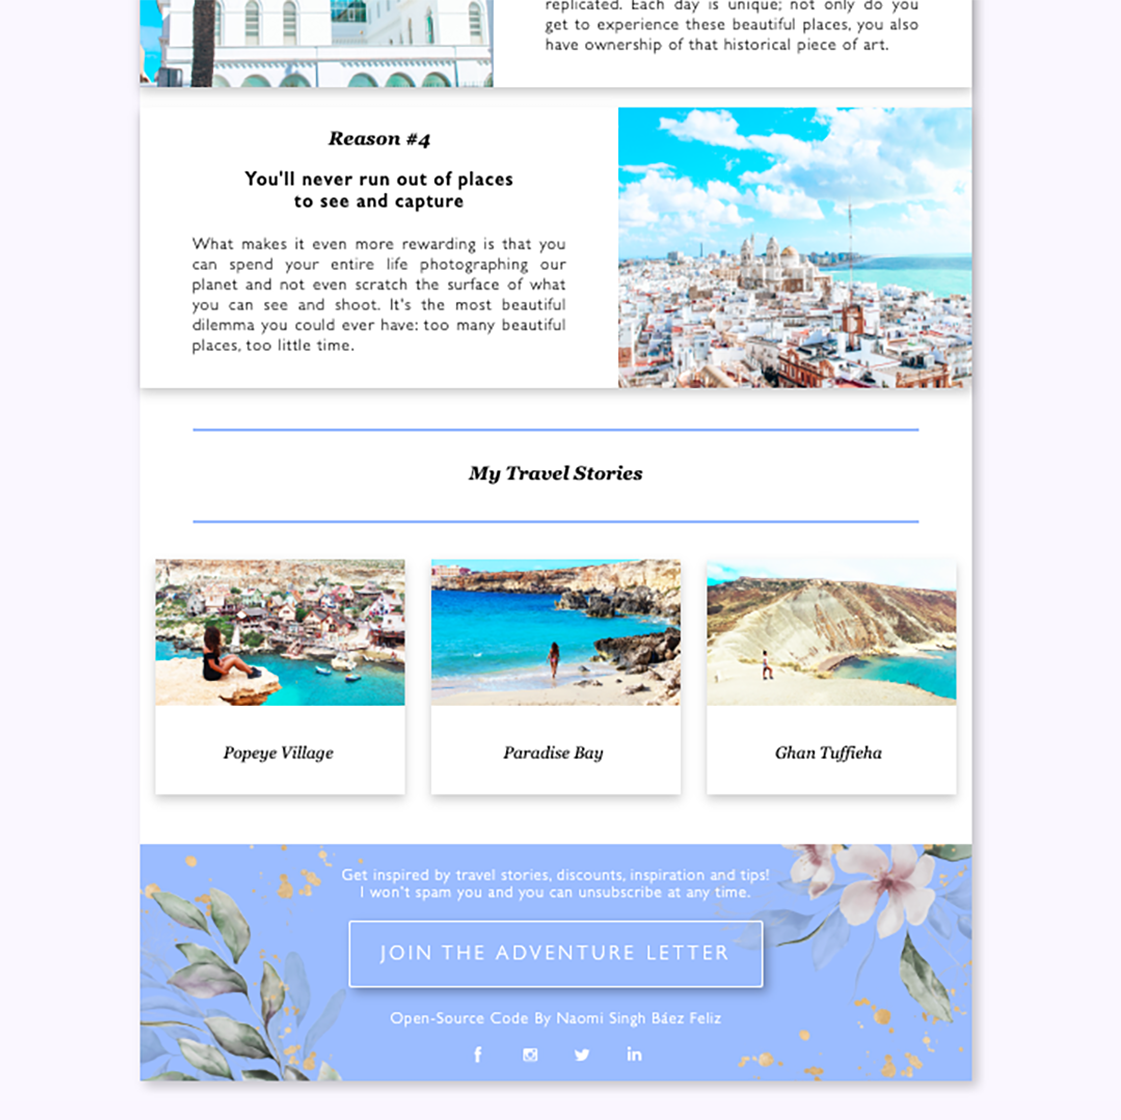 replicated. Each day is unique; not only do you
get to experience these beautiful places, you also
have ownership of that historical piece of art.
Reason #4
You'll never run out of places
to see and capture
What makes it even more rewarding is that you
can spend your entire life photographing our
planet and not even scratch the surface of what
you can see and shoot. It's the most beautiful
dilemma you could ever have: too many beautiful
places, too little time.
My Travel Stories
Popeye Village
Paradise Bay
Ghan Tuffieha
Get inspired by travel stories, discounts, inspiration and tips!
I won't spam you and you can unsubscribe at any time.
JOIN THE ADVENTURE LETTER
Open-Source Code By Naomi Singh Báez Feliz